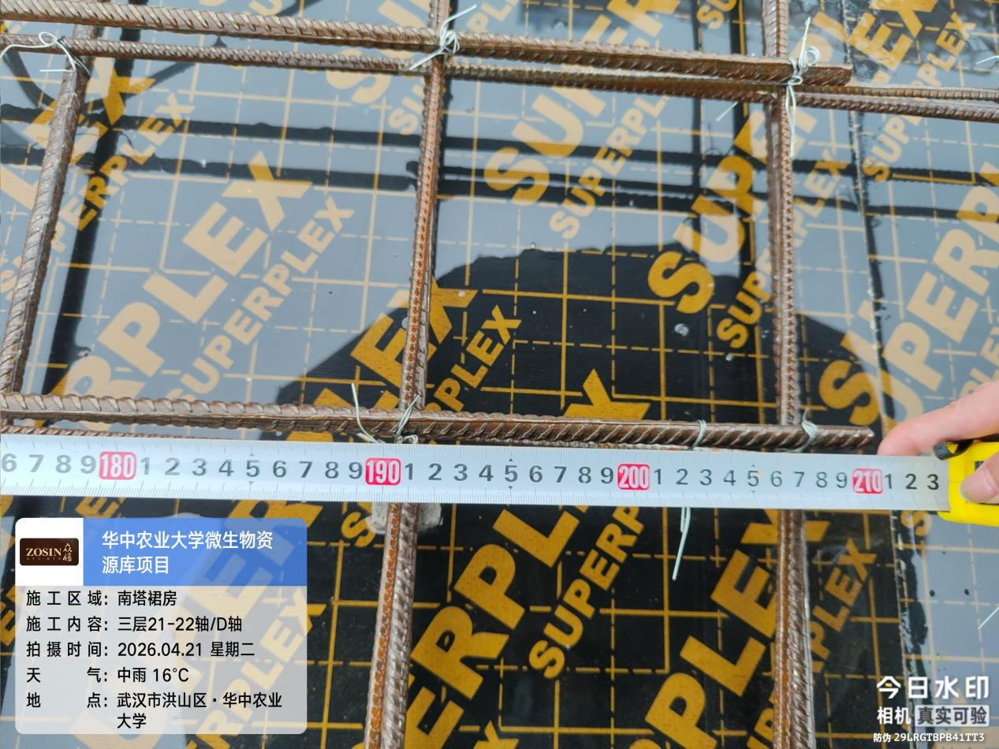 SUPERPLEX
SUPERPLEX
SUPERPLEX
SUPERPLEX
6 7 8 9 180 1 2 3 4 5 6 7 8 9 190 1 2 3 4 5 6 7 8 9 200 1 2 3 4 5 6 7 8 9 210 1 2 3
ZOSIN 众信
华中农业大学微生物资
源库项目
施工区域：南塔裙房
施工内容：三层21-22轴/D轴
拍摄时间：2026.04.21 星期二
天气：中雨 16℃
地点：武汉市洪山区·华中农业
大学
今日水印
相机 真实可验
防伪 29LRGTBPB41TT3